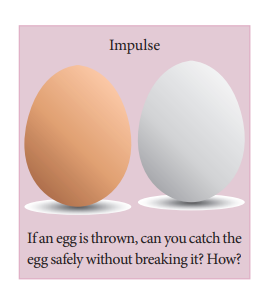 Impulse
If an egg is thrown, can you catch the
egg safely without breaking it? How?